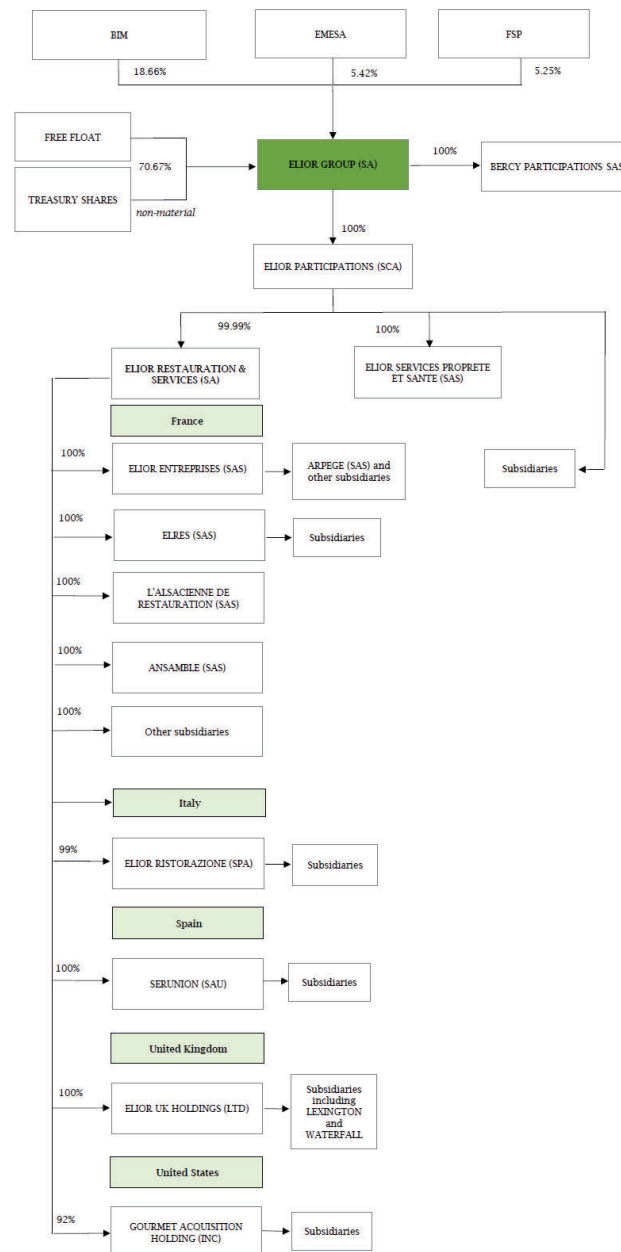 BIM
EMESA
FSP
18.66%
5.42%
5.25%
FREE FLOAT
70.67%
ELIOR GROUP (SA)
100%
BERCY PARTICIPATIONS SAS
TREASURY SHARES
non-material
100%
ELIOR PARTICIPATIONS (SCA)
99.99%
100%
ELIOR RESTAURATION &
SERVICES (SA)
ELIOR SERVICES PROPRETE
ET SANTE (SAS)
France
100%
ELIOR ENTREPRISES (SAS)
ARPEGE (SAS) and
other subsidiaries
Subsidiaries
100%
ELRES (SAS)
Subsidiaries
100%
L'ALSACIENNE DE
RESTAURATION (SAS)
100%
ANSAMBLE (SAS)
100%
Other subsidiaries
Italy
99%
ELIOR RISTORAZIONE (SPA)
Subsidiaries
Spain
100%
SERUNION (SAU)
Subsidiaries
United Kingdom
100%
ELIOR UK HOLDINGS (LTD)
Subsidiaries
including
LEXINGTON
and
WATERFALL
United States
92%
GOURMET ACQUISITION
HOLDING (INC)
Subsidiaries